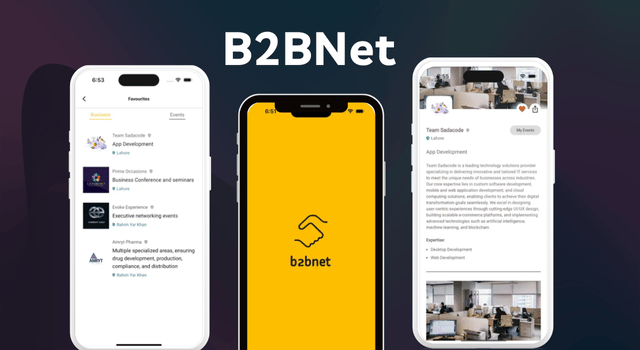 B2BNet
6:53
Favourites
Business
Events
Team Sadacode
App Development
Lahore
Prime Occasions
Business Conference and seminars
Lahore
Evoke Experience
Executive networking events
Rahim Yar Khan
Amryt Pharma
Multiple specialized areas, ensuring
drug development, production,
compliance, and distribution
Rahim Yar Khan
AMRYT
6:51
b2bnet
Team Sadacode
Lahore
My Events
App Development
Team Sadacode is a leading technology solutions provider
specializing in delivering innovative and tailored IT services
to meet the unique needs of businesses across industries.
Our core expertise lies in custom software development,
mobile and web application development, and cloud
computing solutions, enabling clients to achieve their digital
transformation goals seamlessly. We excel in designing
user-centric experiences through cutting-edge UI/UX design,
building scalable e-commerce platforms, and implementing
advanced technologies such as artificial intelligence,
machine learning, and blockchain.
Expertise:
• Desktop Development
• Web Development